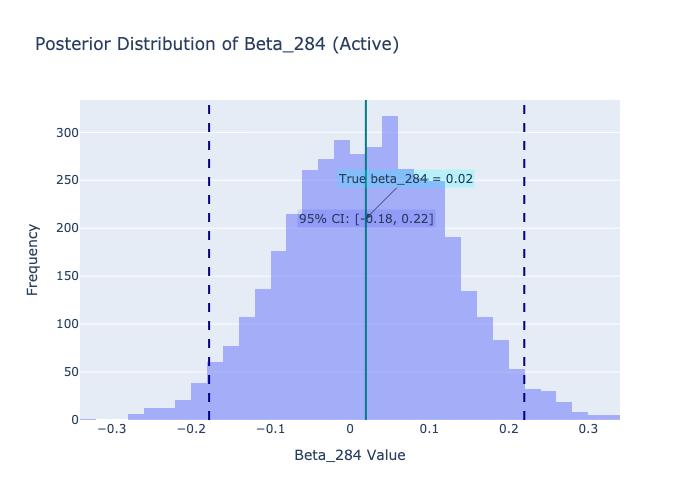 Posterior Distribution of Beta_284 (Active)
Frequency
300
250
200
150
100
50
0
True beta_284 = 0.02
95% CI: [-0.18, 0.22]
−0.3
−0.2
−0.1
0
0.1
0.2
0.3
Beta_284 Value